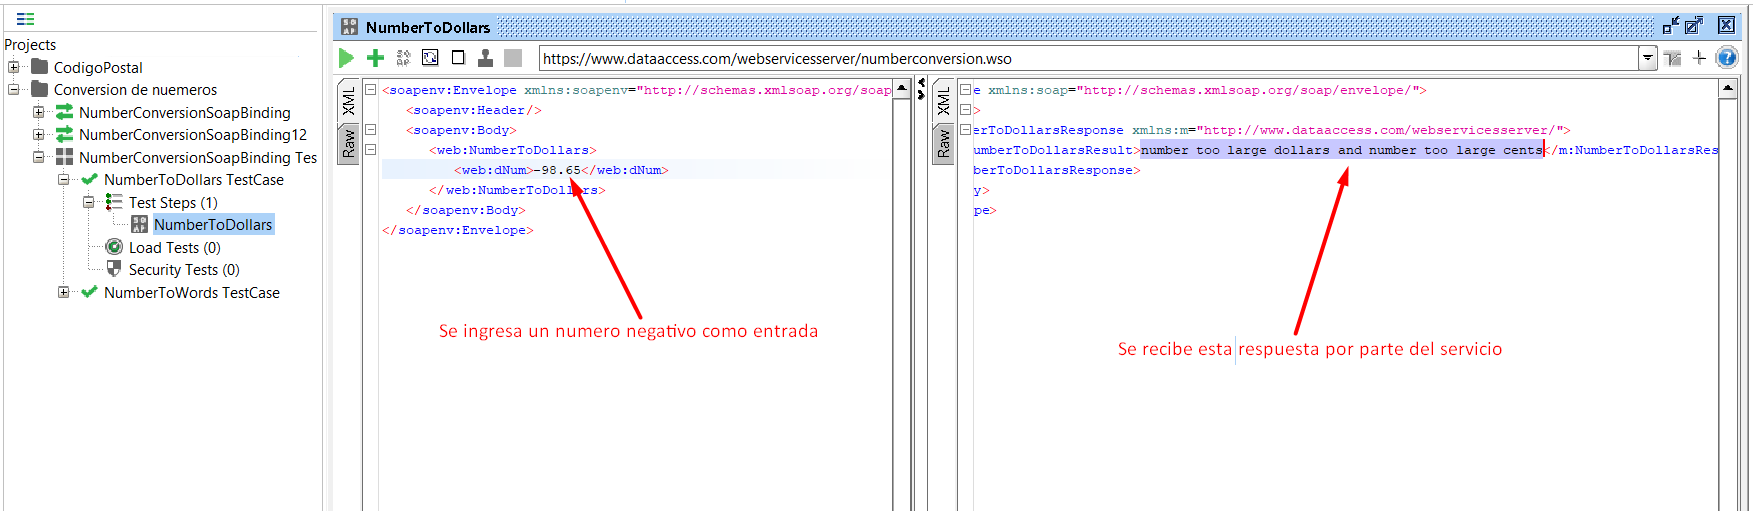 Projects
CodigoPostal
Conversion de nuemeros
NumberConversionSoapBinding
NumberConversionSoapBinding12
NumberConversionSoapBinding Tes
NumberToDollars TestCase
Test Steps (1)
NumberToDollars
Load Tests (0)
Security Tests (0)
NumberToWords TestCase
NumberToDollars
https://www.dataaccess.com/webservicesserver/numberconversion.wso
XML
Raw
<soapenv:Envelope xmlns:soapenv="http://schemas.xmlsoap.org/soap
<soapenv:Header/>
<soapenv:Body>
<web:NumberToDollars>
<web:dNum>-98.65</web:dNum>
</web:NumberToDollars>
</soapenv:Body>
</soapenv:Envelope>
Se ingresa un numero negativo como entrada
XML
Raw
e xmlns:soap="http://schemas.xmlsoap.org/soap/envelope/">
>
erToDollarsResponse xmlns:m="http://www.dataaccess.com/webservicesserver/">
umberToDollarsResult>number too large dollars and number too large cents</m:NumberToDollarsRes
berToDollarsResponse>
y>
pe>
Se recibe esta respuesta por parte del servicio